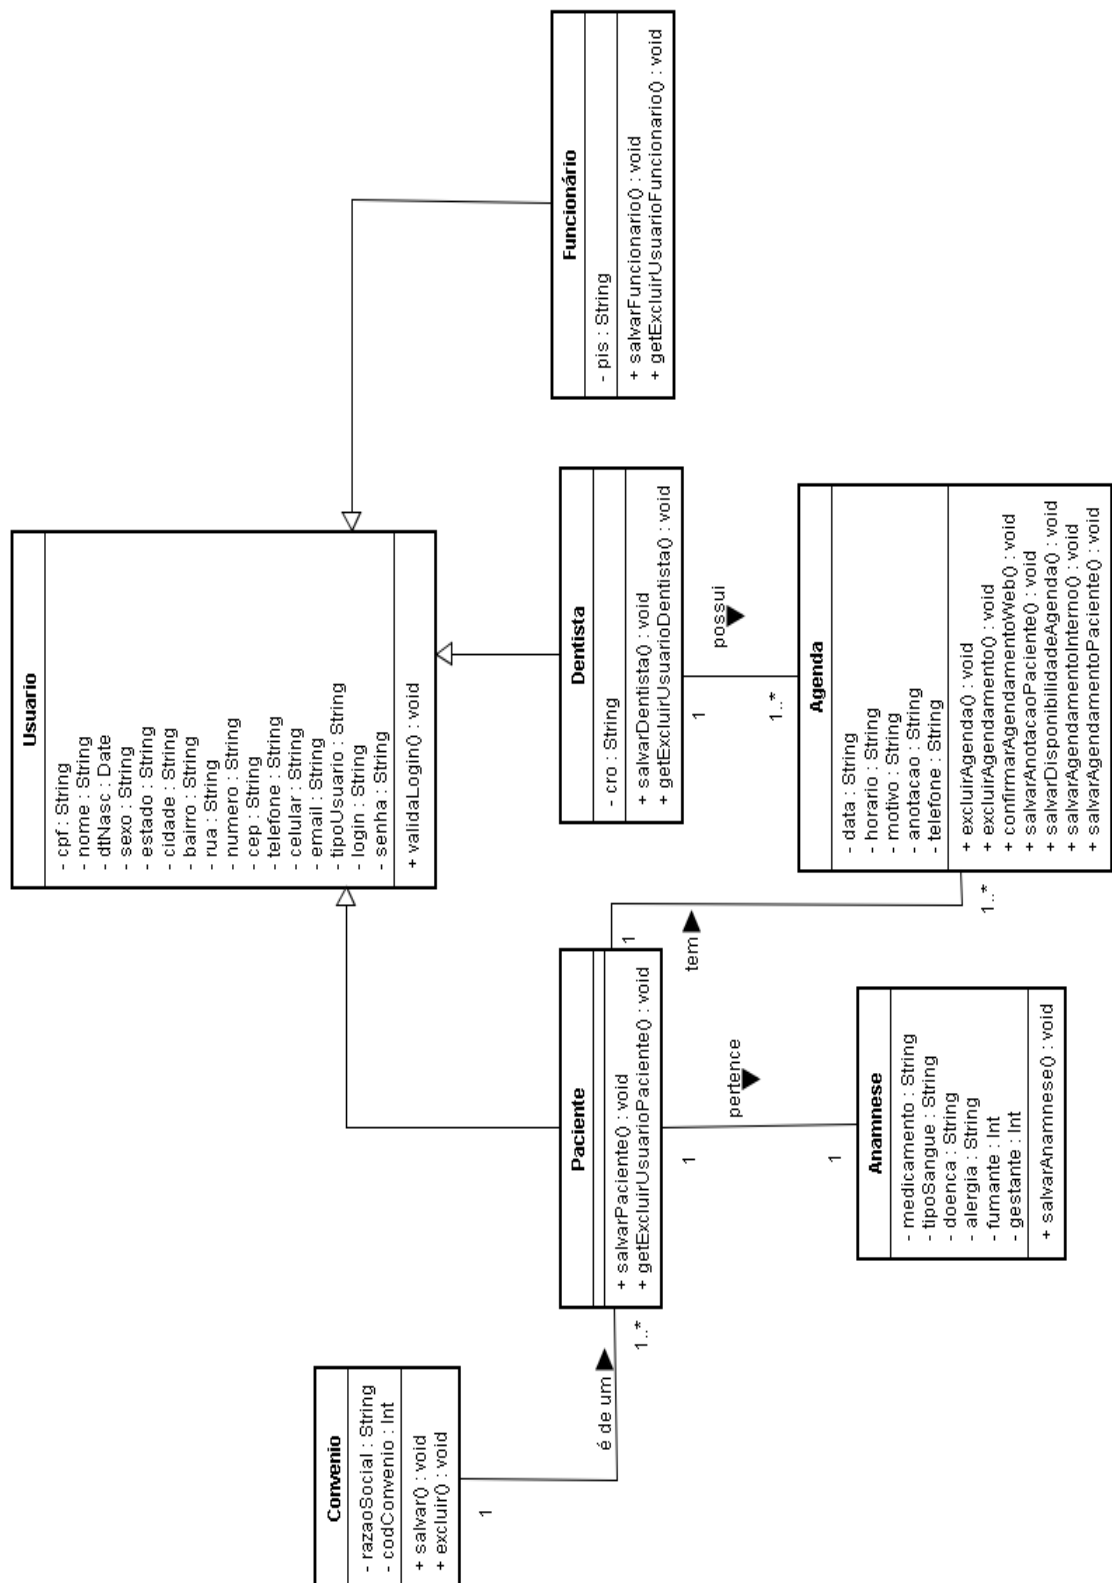 Usuario
- cpf : String
- nome : String
- dtNasc : Date
- sexo : String
- estado : String
- cidade : String
- bairro : String
- rua : String
- numero : String
- cep : String
- telefone : String
- celular : String
- email : String
- tipoUsuario : String
- login : String
- senha : String
+ validaLogin() : void
Convenio
- razaoSocial : String
- codConvenio : Int
+ salvar() : void
+ excluir() : void
1
é de um
1..*
Paciente
+ salvarPaciente() : void
+ getExcluirUsuarioPaciente() : void
1
tem
1..*
1
pertence
1
Dentista
- cro : String
+ salvarDentista() : void
+ getExcluirUsuarioDentista() : void
1
possui
1..*
Funcionário
- pis : String
+ salvarFuncionario() : void
+ getExcluirUsuarioFuncionario() : void
Anamnese
- medicamento : String
- tipoSangue : String
- doenca : String
- alergia : String
- fumante : Int
- gestante : Int
+ salvarAnamnese() : void
Agenda
- data : String
- horario : String
- motivo : String
- anotacao : String
- telefone : String
+ excluirAgenda() : void
+ excluirAgendamento() : void
+ confirmarAgendamentoWeb() : void
+ salvarAnotacaoPaciente() : void
+ salvarDisponibilidadeAgenda() : void
+ salvarAgendamentoInterno() : void
+ salvarAgendamentoPaciente() : void